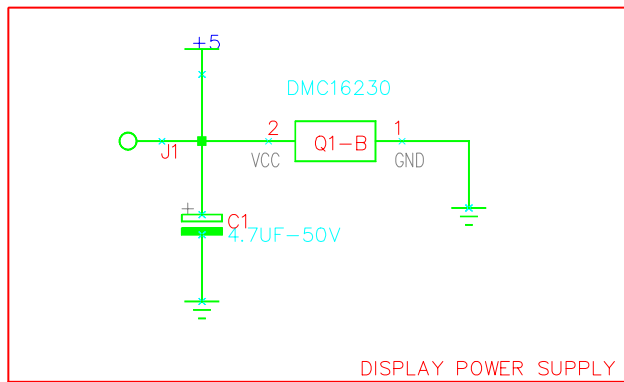 +5
DMC16230
J1
2
Q1-B
1
VCC
GND
+
C1
4.7UF-50V
DISPLAY POWER SUPPLY